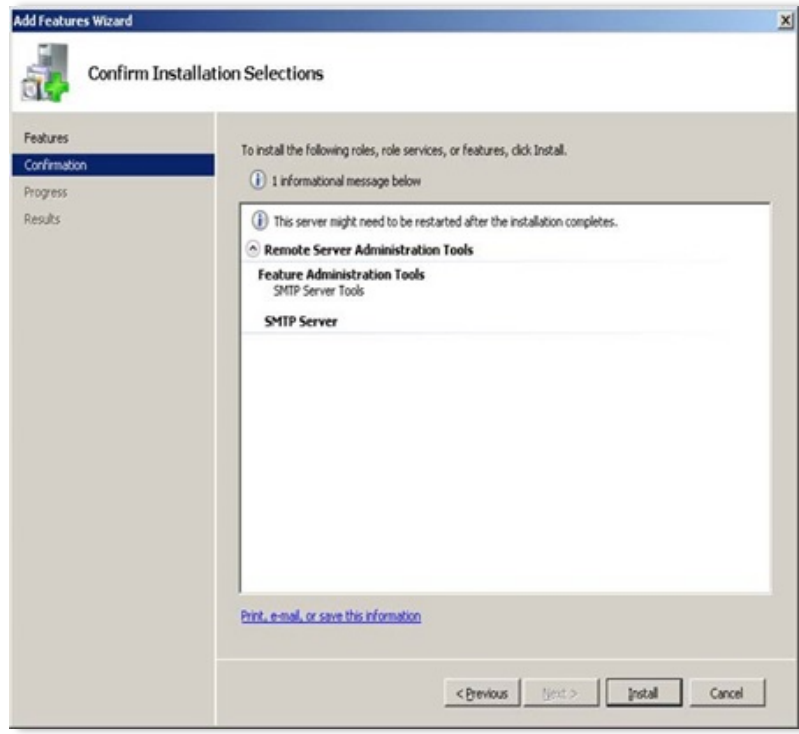 Add Features Wizard
Confirm Installation Selections
Features
Confirmation
Progress
Results
To install the following roles, role services, or features, click Install.
1 informational message below
This server might need to be restarted after the installation completes.
Remote Server Administration Tools
Feature Administration Tools
SMTP Server Tools
SMTP Server
Print, e-mail, or save this information
< Previous
Next >
Install
Cancel